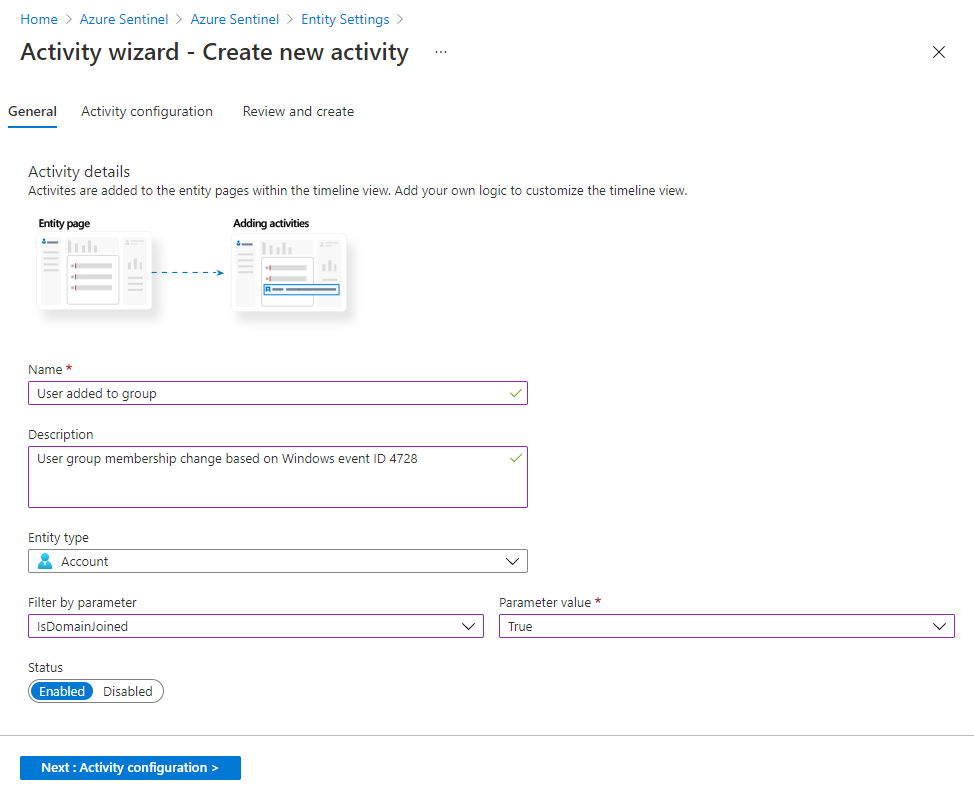 Home > Azure Sentinel > Azure Sentinel > Entity Settings >
Activity wizard - Create new activity ...
General Activity configuration Review and create
Activity details
Activites are added to the entity pages within the timeline view. Add your own logic to customize the timeline view.
Entity page Adding activities
Name *
User added to group
Description
User group membership change based on Windows event ID 4728
Entity type
Account
Filter by parameter Parameter value *
IsDomainJoined True
Status
Enabled Disabled
Next : Activity configuration >